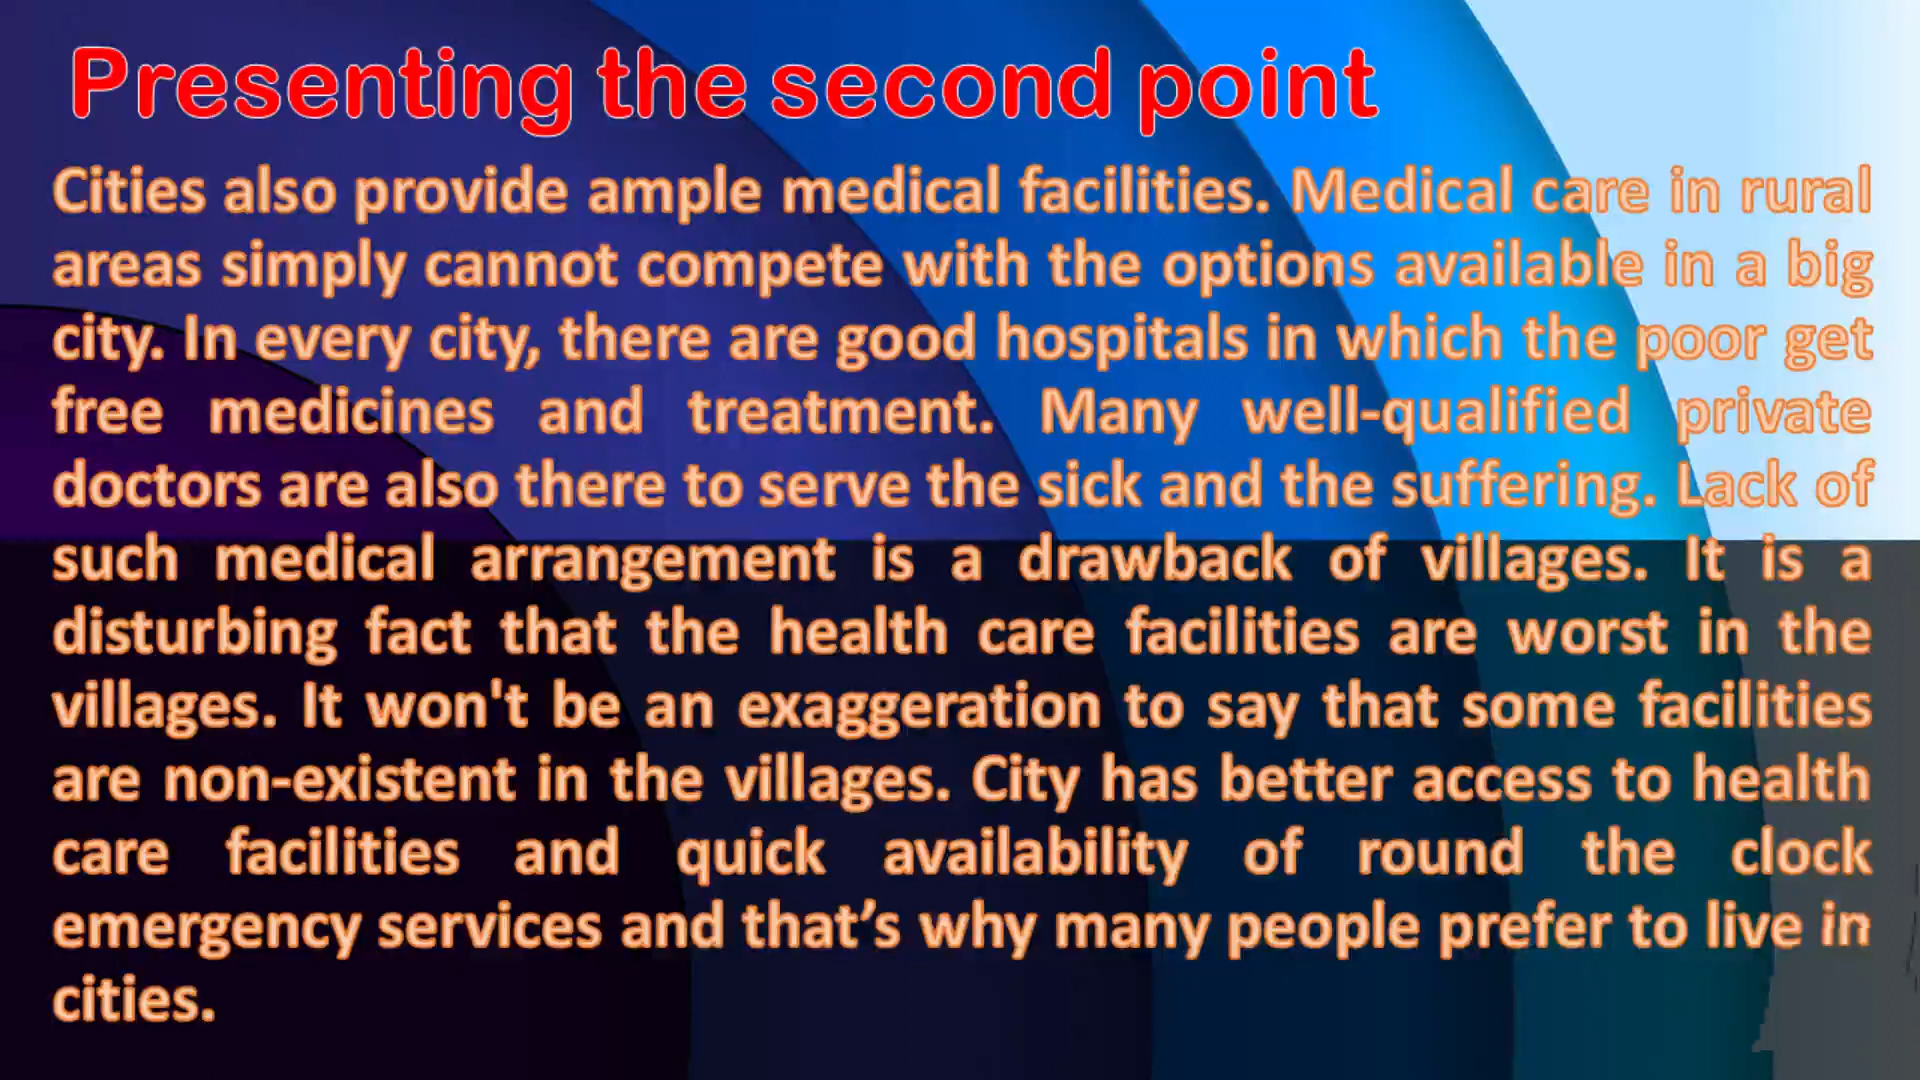 Presenting the second point
Cities also provide ample medical facilities. Medical care in rural
areas simply cannot compete with the options available in a big
city. In every city, there are good hospitals in which the poor get
free medicines and treatment. Many well-qualified private
doctors are also there to serve the sick and the suffering. Lack of
such medical arrangement is a drawback of villages. It is a
disturbing fact that the health care facilities are worst in the
villages. It won't be an exaggeration to say that some facilities
are non-existent in the villages. City has better access to health
care facilities and quick availability of round the clock
emergency services and that’s why many people prefer to live in
cities.